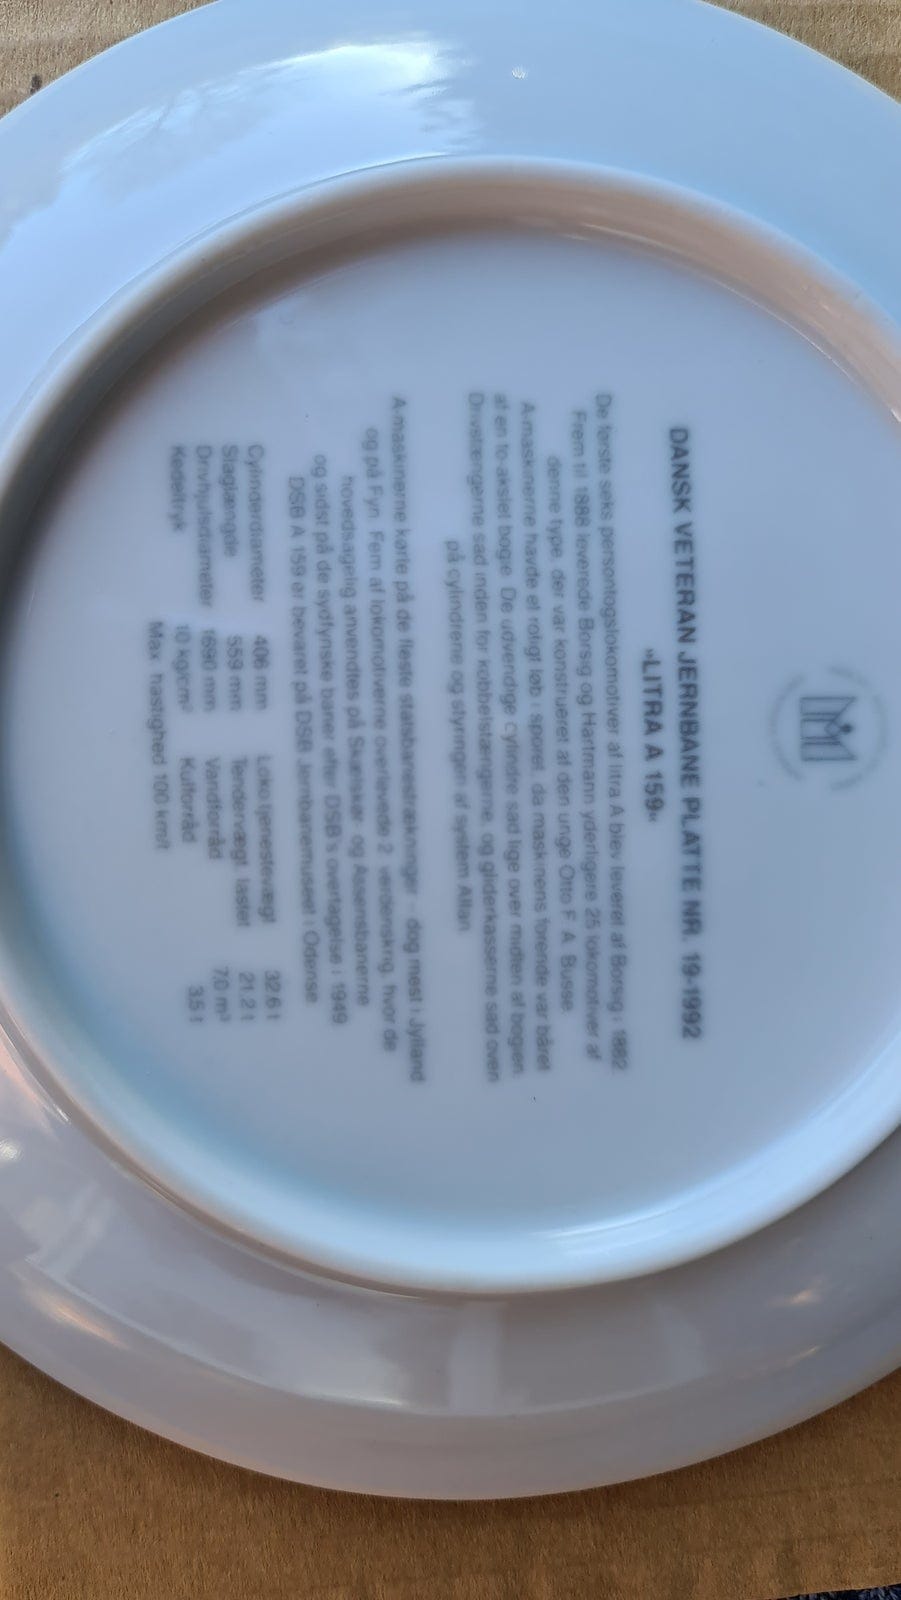 DANSK VETERAN JERNBANE PLATTE NR. 19-1992
»LITRA A 159«
De første seks persontogslokomotiver af litra A blev leveret af Borsig i 1882.
Frem til 1888 leverede Borsig og Hartmann yderligere 25 lokomotiver af
denne type, der var konstrueret af den unge Otto F. A. Busse.
A-maskinerne havde et roligt løb i sporet, da maskinens forende var båret
af en to-akslet bogie. De udvendige cylindre sad lige over midten af bogien.
Drivstængerne sad inden for kobbelstængerne, og gliderkasserne sad oven
på cylindrene og styringen af system Allan.
A-maskinerne kørte på de fleste statsbanestrækninger - dog mest i Jylland
og på Fyn. Fem af lokomotiverne overlevede 2. verdenskrig, hvor de
hovedsagelig anvendtes på Skælskør- og Assensbanerne
og sidst på de sydfynske baner efter DSB's overtagelse i 1949.
DSB A 159 er bevaret på DSB Jernbanemuseet i Odense.
Cylinderdiameter 406 mm Loko tjenestevægt 32.6 t
Slaglængde 559 mm Tendervægt, lastet 21.2 t
Drivhjulsdiameter 1690 mm Vandforråd 7,0 m³
Kedeltryk 10 kg/cm² Kulforråd 3.5 t
Max. hastighed 100 km/t